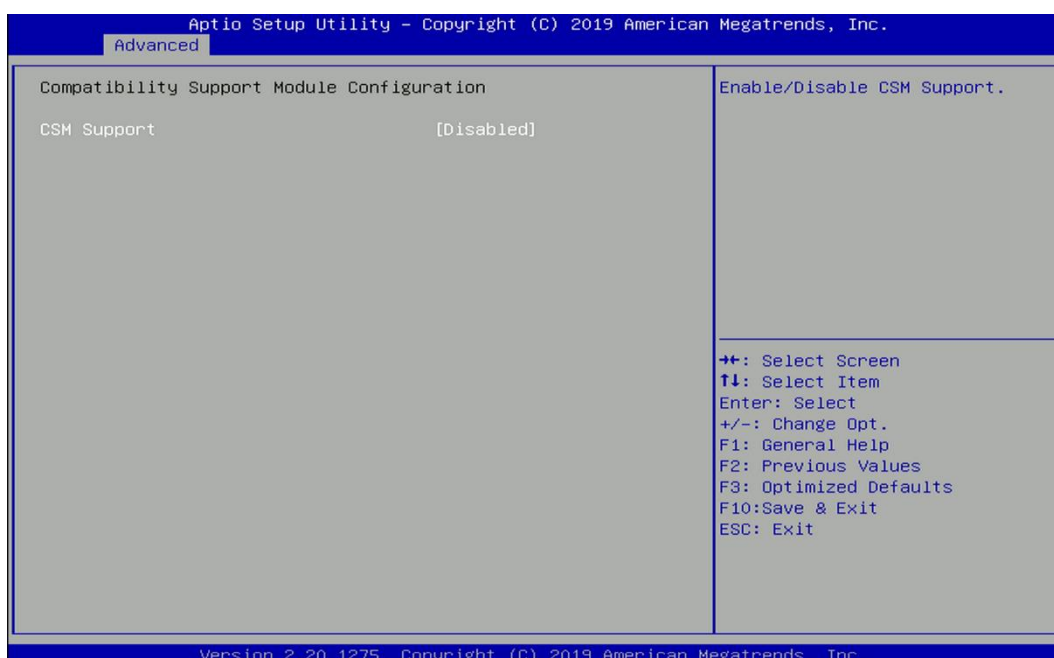 Aptio Setup Utility – Copyright (C) 2019 American Megatrends, Inc.
Advanced
Compatibility Support Module Configuration
CSM Support [Disabled]
Enable/Disable CSM Support.
→←: Select Screen
↑↓: Select Item
Enter: Select
+/-: Change Opt.
F1: General Help
F2: Previous Values
F3: Optimized Defaults
F10:Save & Exit
ESC: Exit
Version 2.20.1275. Copyright (C) 2019 American Megatrends, Inc.